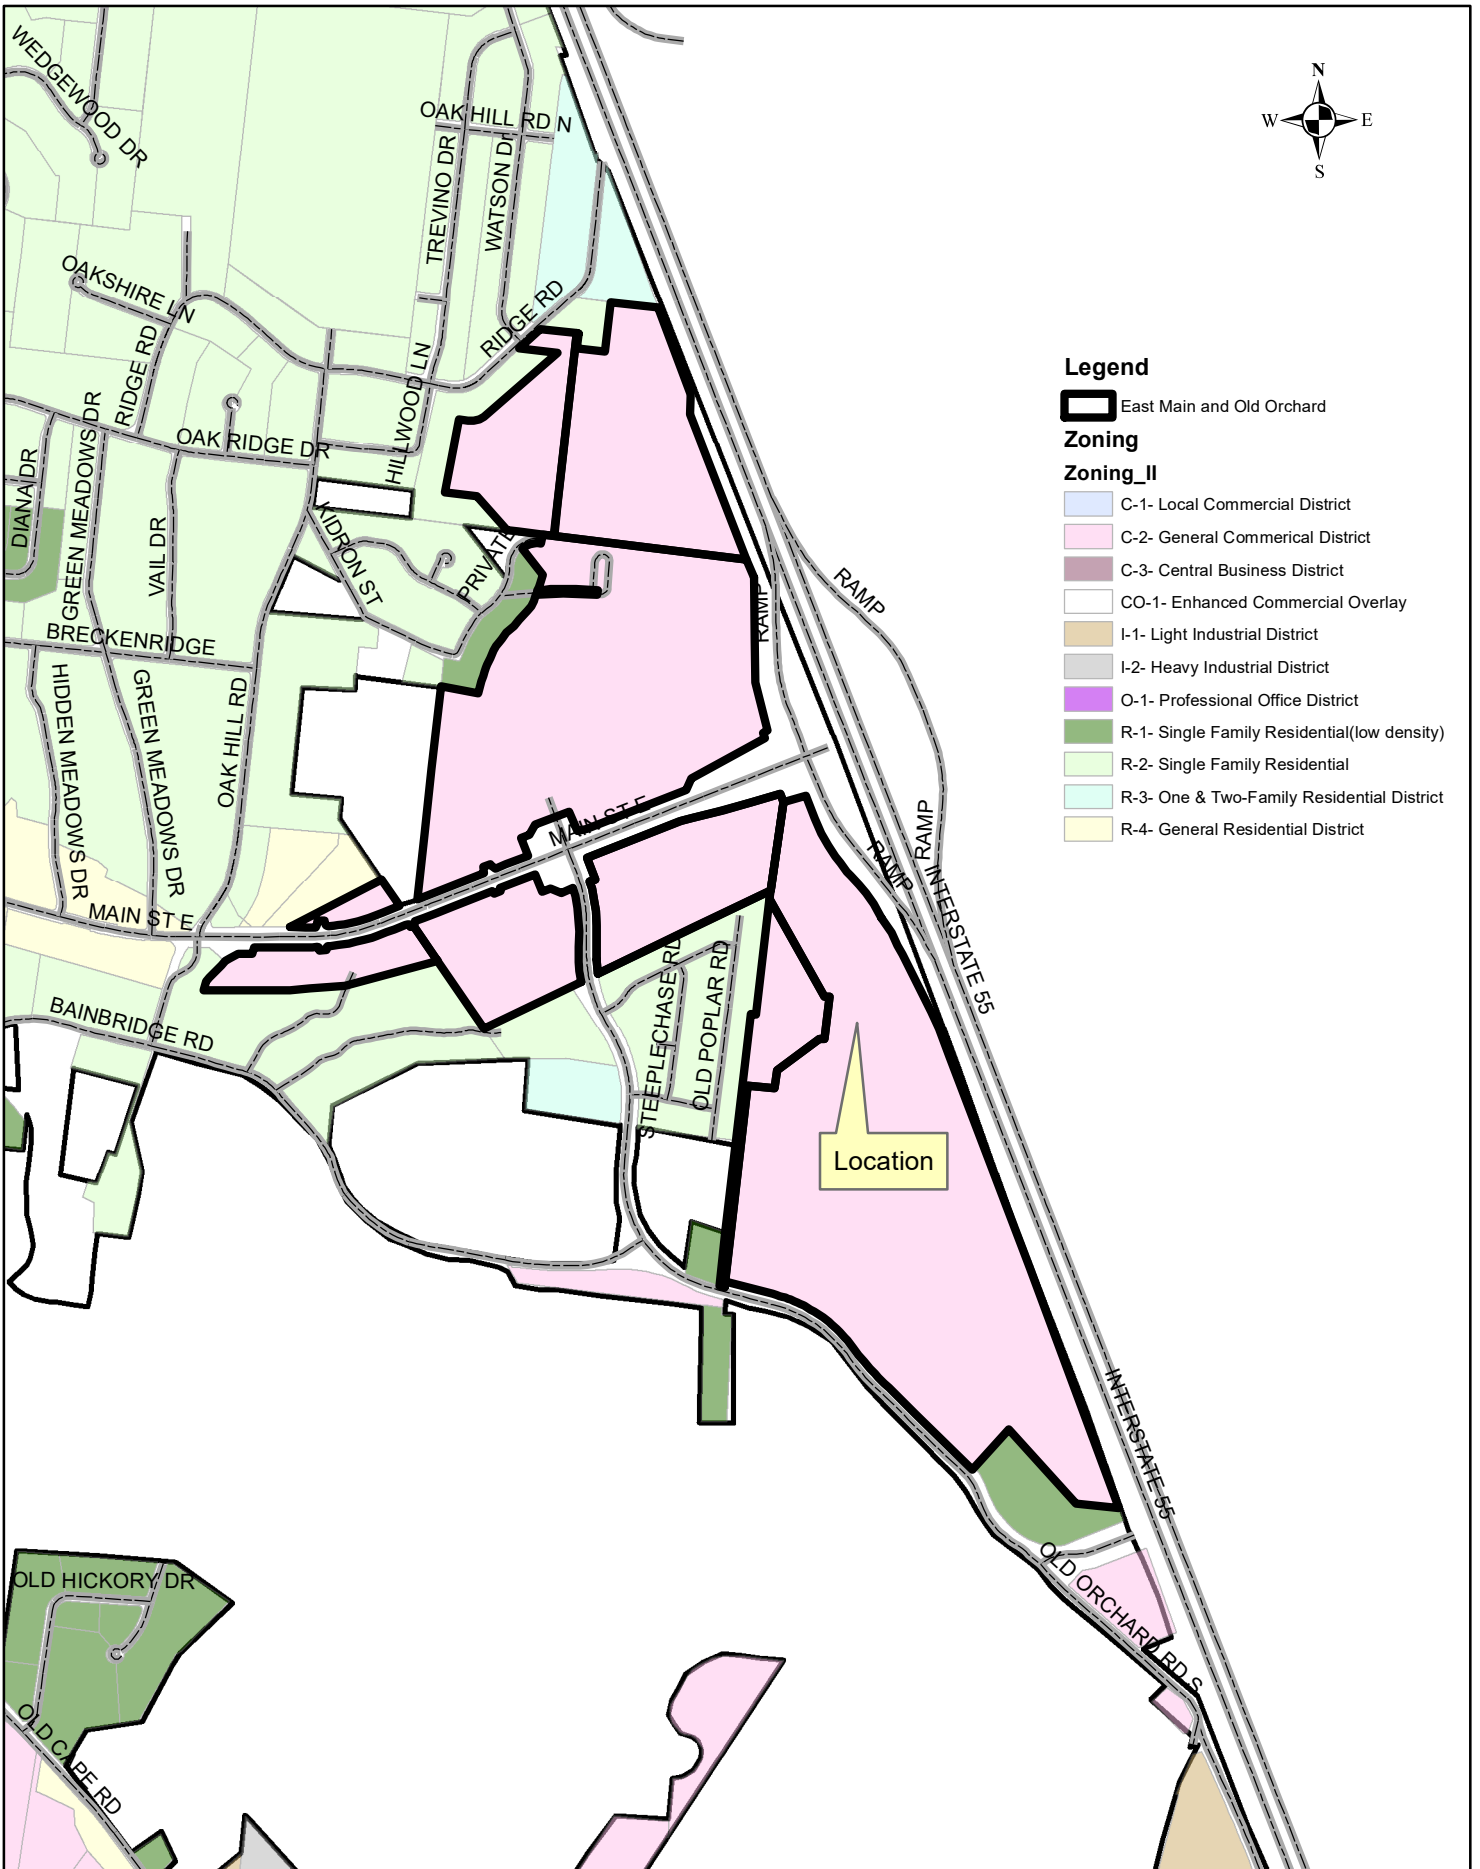 N
W E
S
WEDGEWOOD DR
OAK HILL RD N
TREVINO DR
WATSON Dr
OAKSHIRE LN
RIDGE RD
RIDGE RD
HILLWOOD LN
OAK RIDGE DR
DIANA DR
GREEN MEADOWS DR
VAIL DR
KIDRON ST
PRIVATE
BRECKENRIDGE
HIDDEN MEADOWS DR
GREEN MEADOWS DR
OAK HILL RD
RAMP
RAMP
RAMP
RAMP
MAIN ST E
MAIN ST E
INTERSTATE 55
BAINBRIDGE RD
STEEPLECHASE RD
OLD POPLAR RD
Location
INTERSTATE 55
OLD ORCHARD RD S
OLD HICKORY DR
OLD CAPE RD
Legend
East Main and Old Orchard
Zoning
Zoning_II
C-1- Local Commercial District
C-2- General Commerical District
C-3- Central Business District
CO-1- Enhanced Commercial Overlay
I-1- Light Industrial District
I-2- Heavy Industrial District
O-1- Professional Office District
R-1- Single Family Residential(low density)
R-2- Single Family Residential
R-3- One & Two-Family Residential District
R-4- General Residential District